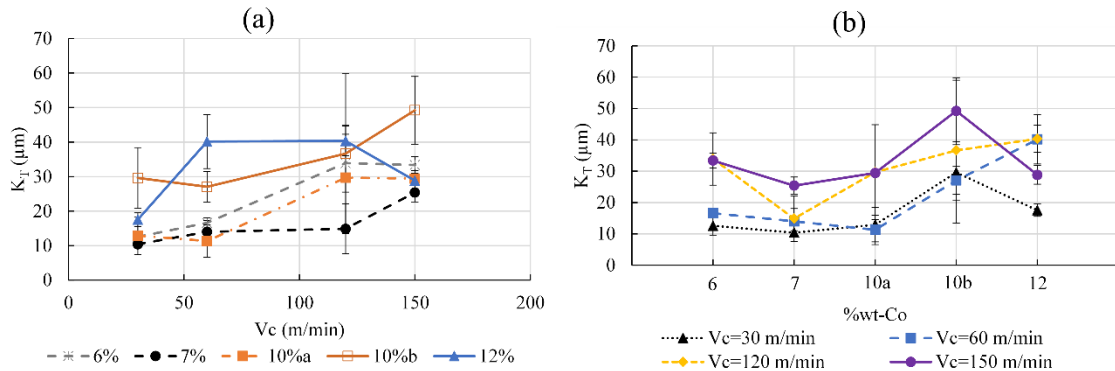 (a)
70
60
50
40
30
20
10
0
K_T (μm)
0 50 100 150 200
Vc (m/min)
6% 7% 10%a 10%b 12%
(b)
70
60
50
40
30
20
10
0
K_T (μm)
6 7 10a 10b 12
%wt-Co
Vc=30 m/min Vc=60 m/min
Vc=120 m/min Vc=150 m/min